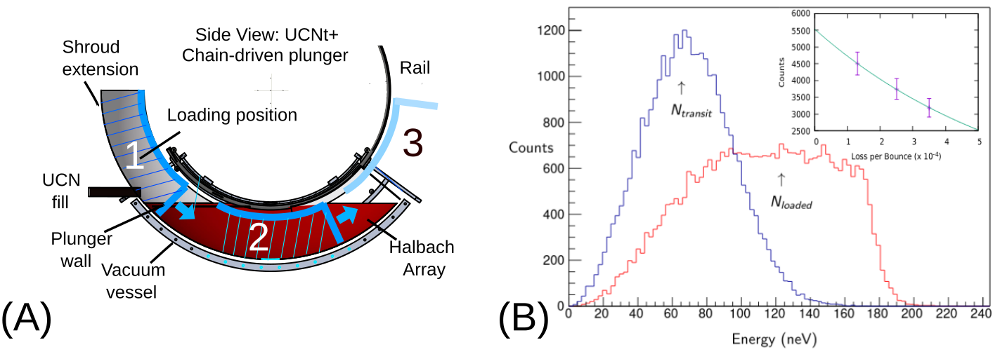 Side View: UCNt+
Chain-driven plunger
Shroud
extension
Rail
Loading position
1
3
UCN
fill
2
Plunger
wall
Vacuum
vessel
Halbach
Array
(A)
1200
1000
800
Counts
600
400
200
0
0 20 40 60 80 100 120 140 160 180 200 220 240
Energy (neV)
N_transit
N_loaded
6000
5500
5000
4500
4000
3500
3000
2500
Counts
0 1 2 3 4 5
Loss per Bounce (x 10⁻⁴)
(B)